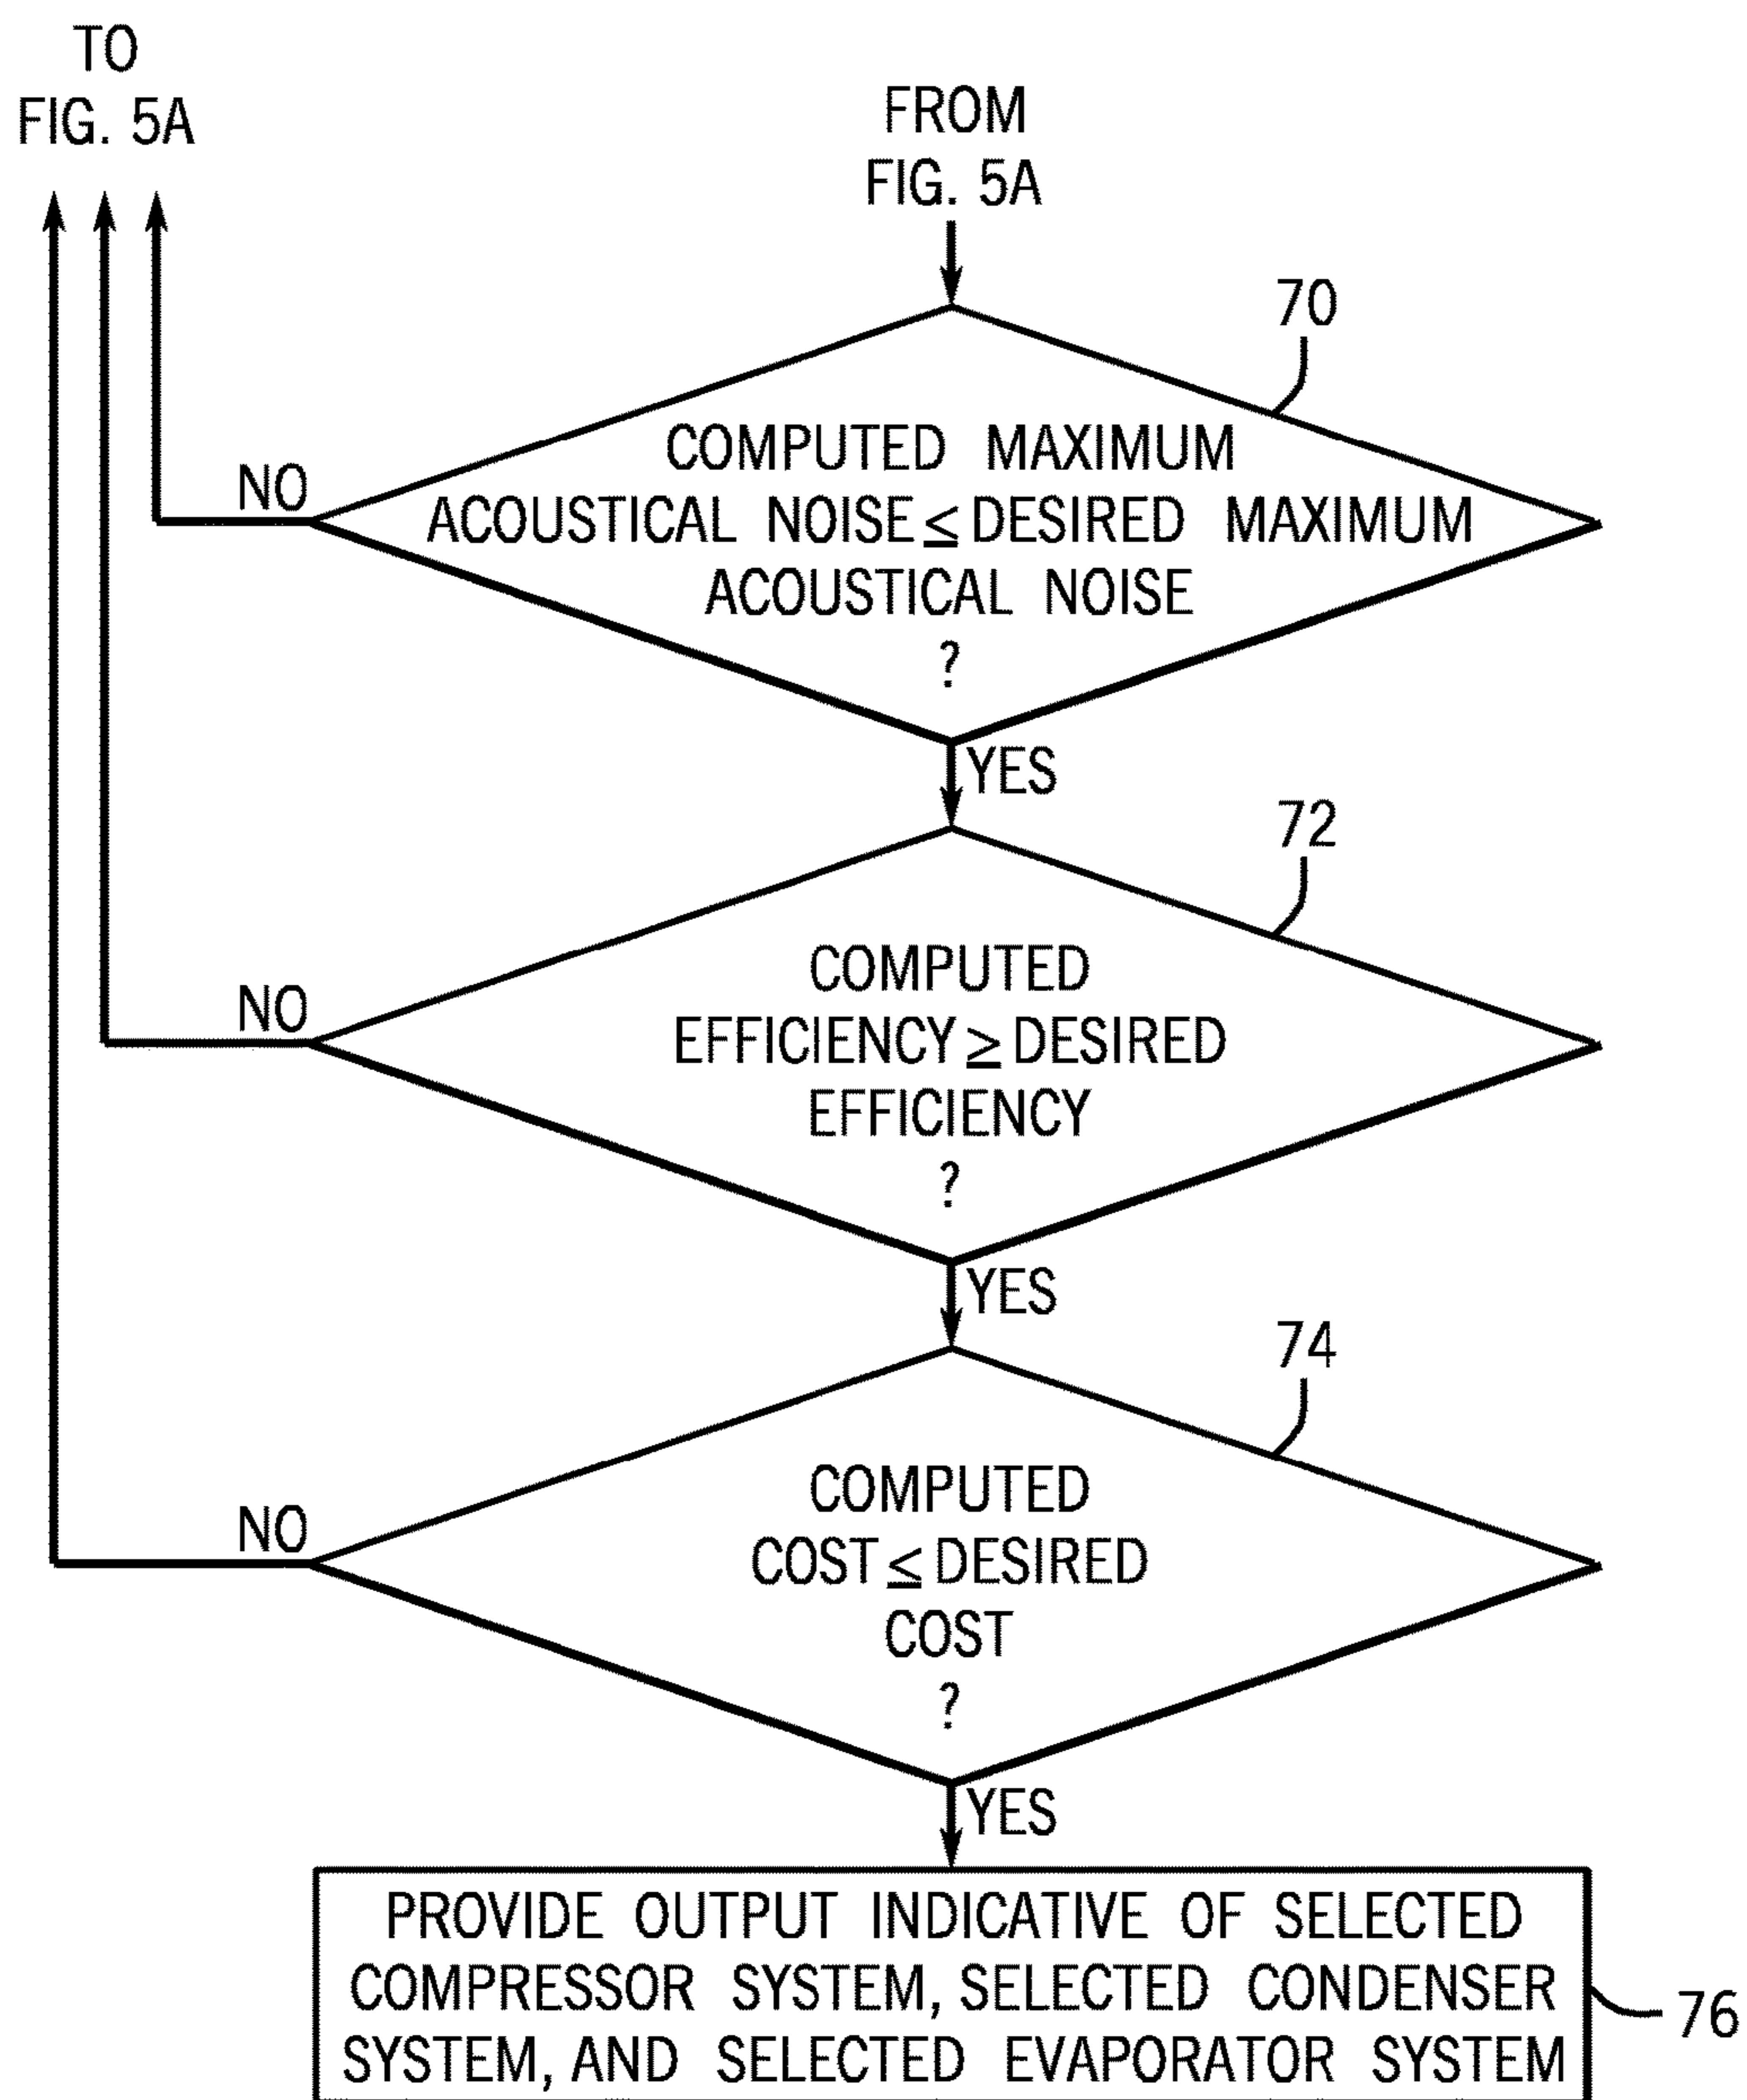 TO
FIG. 5A
FROM
FIG. 5A
70
COMPUTED MAXIMUM
ACOUSTICAL NOISE ≤ DESIRED MAXIMUM
ACOUSTICAL NOISE
?
NO
YES
72
COMPUTED
EFFICIENCY ≥ DESIRED
EFFICIENCY
?
NO
YES
74
COMPUTED
COST ≤ DESIRED
COST
?
NO
YES
PROVIDE OUTPUT INDICATIVE OF SELECTED
COMPRESSOR SYSTEM, SELECTED CONDENSER
SYSTEM, AND SELECTED EVAPORATOR SYSTEM
76